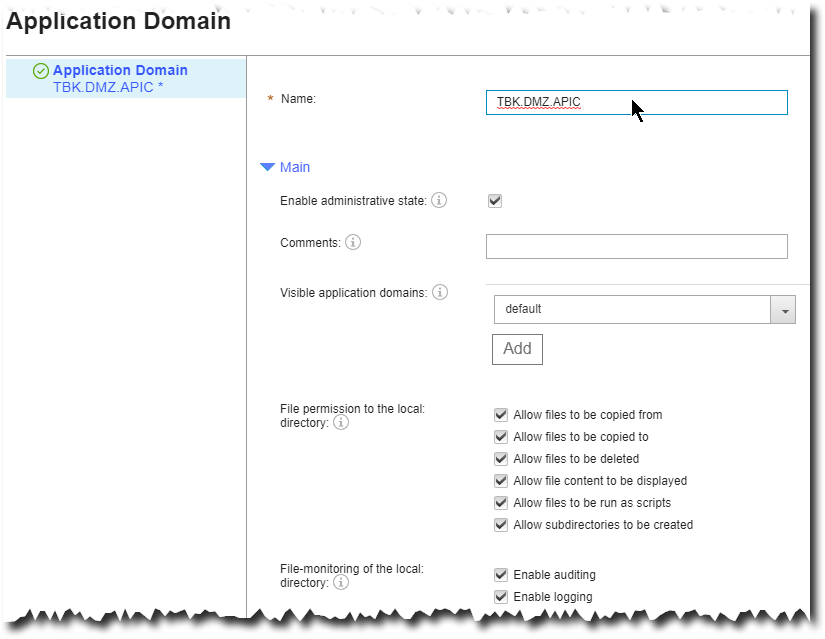 Application Domain
Application Domain
TBK.DMZ.APIC *
* Name:
TBK.DMZ.APIC
Main
Enable administrative state:
Comments:
Visible application domains:
default
Add
File permission to the local:
directory:
Allow files to be copied from
Allow files to be copied to
Allow files to be deleted
Allow file content to be displayed
Allow files to be run as scripts
Allow subdirectories to be created
File-monitoring of the local:
directory:
Enable auditing
Enable logging